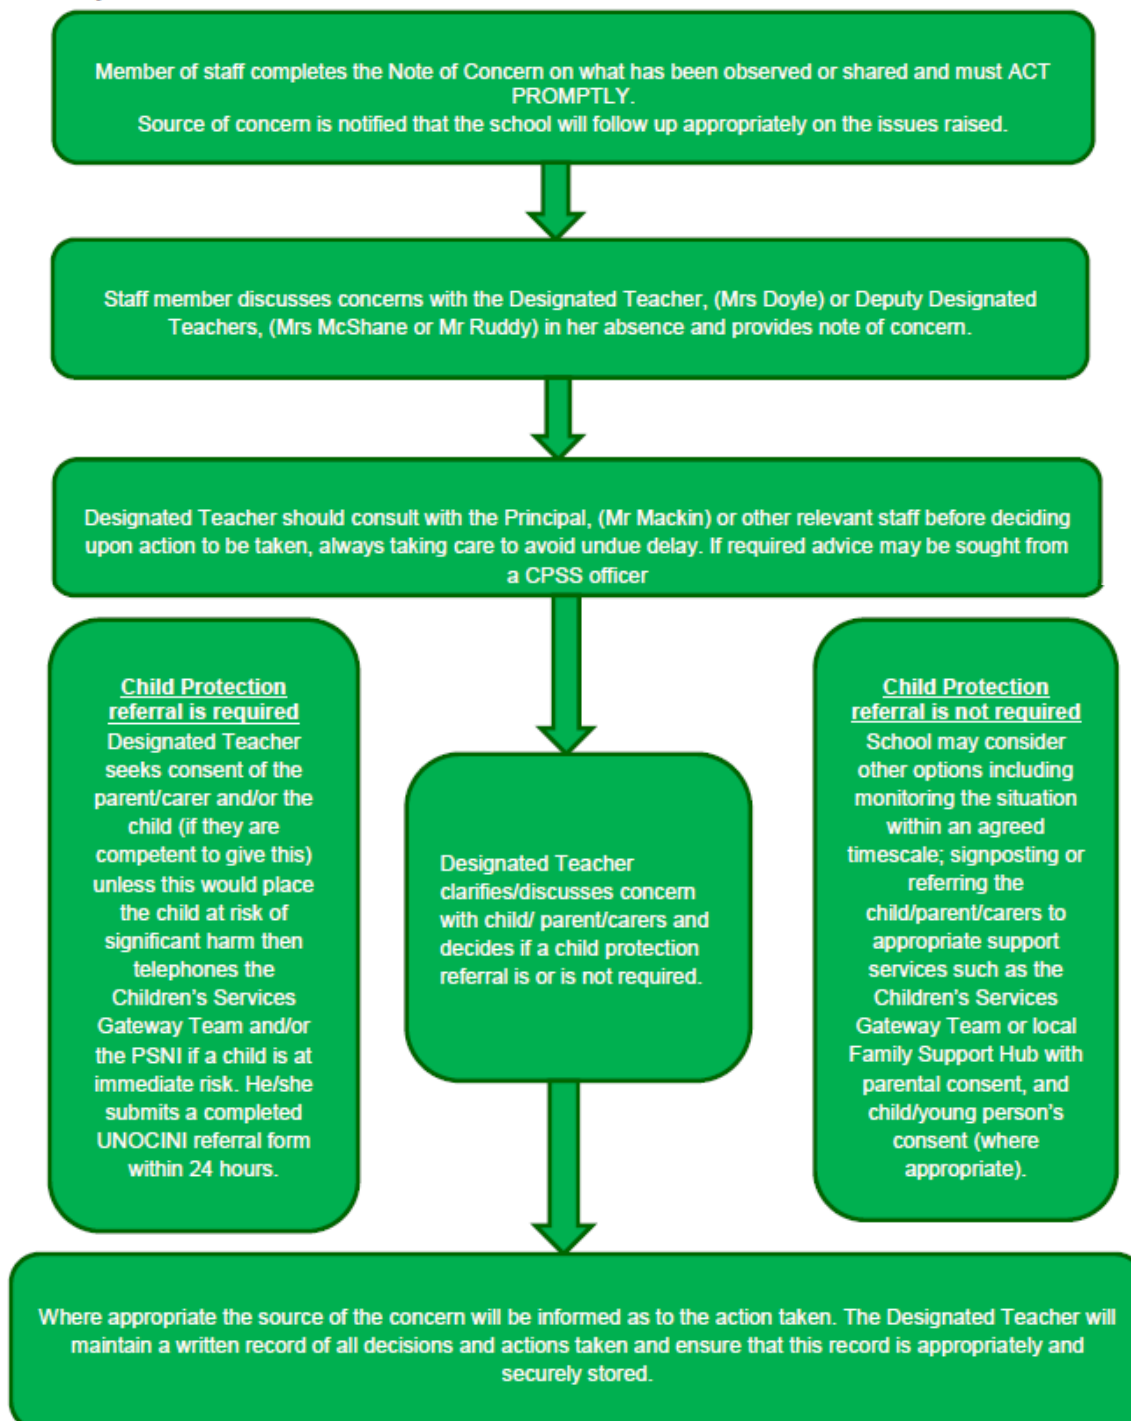 Member of staff completes the Note of Concern on what has been observed or shared and must ACT
PROMPTLY.
Source of concern is notified that the school will follow up appropriately on the issues raised.
Staff member discusses concerns with the Designated Teacher, (Mrs Doyle) or Deputy Designated
Teachers, (Mrs McShane or Mr Ruddy) in her absence and provides note of concern.
Designated Teacher should consult with the Principal, (Mr Mackin) or other relevant staff before deciding
upon action to be taken, always taking care to avoid undue delay. If required advice may be sought from
a CPSS officer
Child Protection
referral is required
Designated Teacher
seeks consent of the
parent/carer and/or the
child (if they are
competent to give this)
unless this would place
the child at risk of
significant harm then
telephones the
Children's Services
Gateway Team and/or
the PSNI if a child is at
immediate risk. He/she
submits a completed
UNOCINI referral form
within 24 hours.
Designated Teacher
clarifies/discusses concern
with child/ parent/carers and
decides if a child protection
referral is or is not required.
Child Protection
referral is not required
School may consider
other options including
monitoring the situation
within an agreed
timescale; signposting or
referring the
child/parent/carers to
appropriate support
services such as the
Children's Services
Gateway Team or local
Family Support Hub with
parental consent, and
child/young person's
consent (where
appropriate).
Where appropriate the source of the concern will be informed as to the action taken. The Designated Teacher will
maintain a written record of all decisions and actions taken and ensure that this record is appropriately and
securely stored.